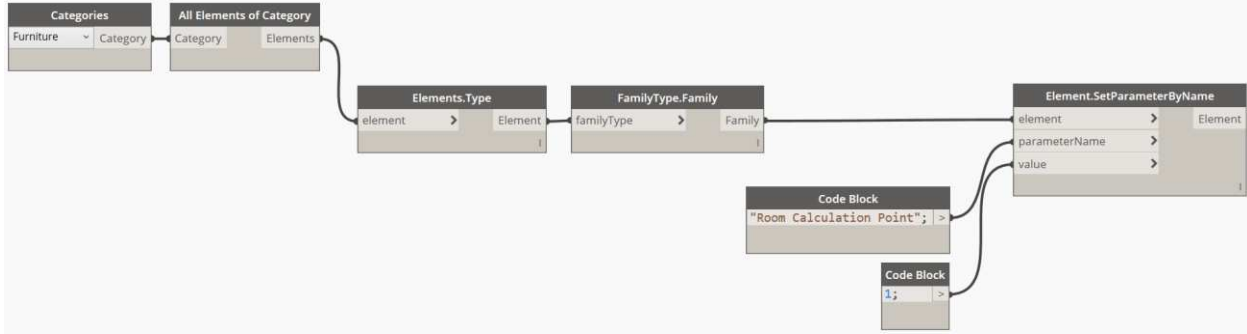 Categories
Furniture Category
All Elements of Category
Category Elements
Elements.Type
element > Element
l
FamilyType.Family
familyType > Family
l
Element.SetParameterByName
element > Element
parameterName >
value >
l
Code Block
"Room Calculation Point"; >
Code Block
1; >